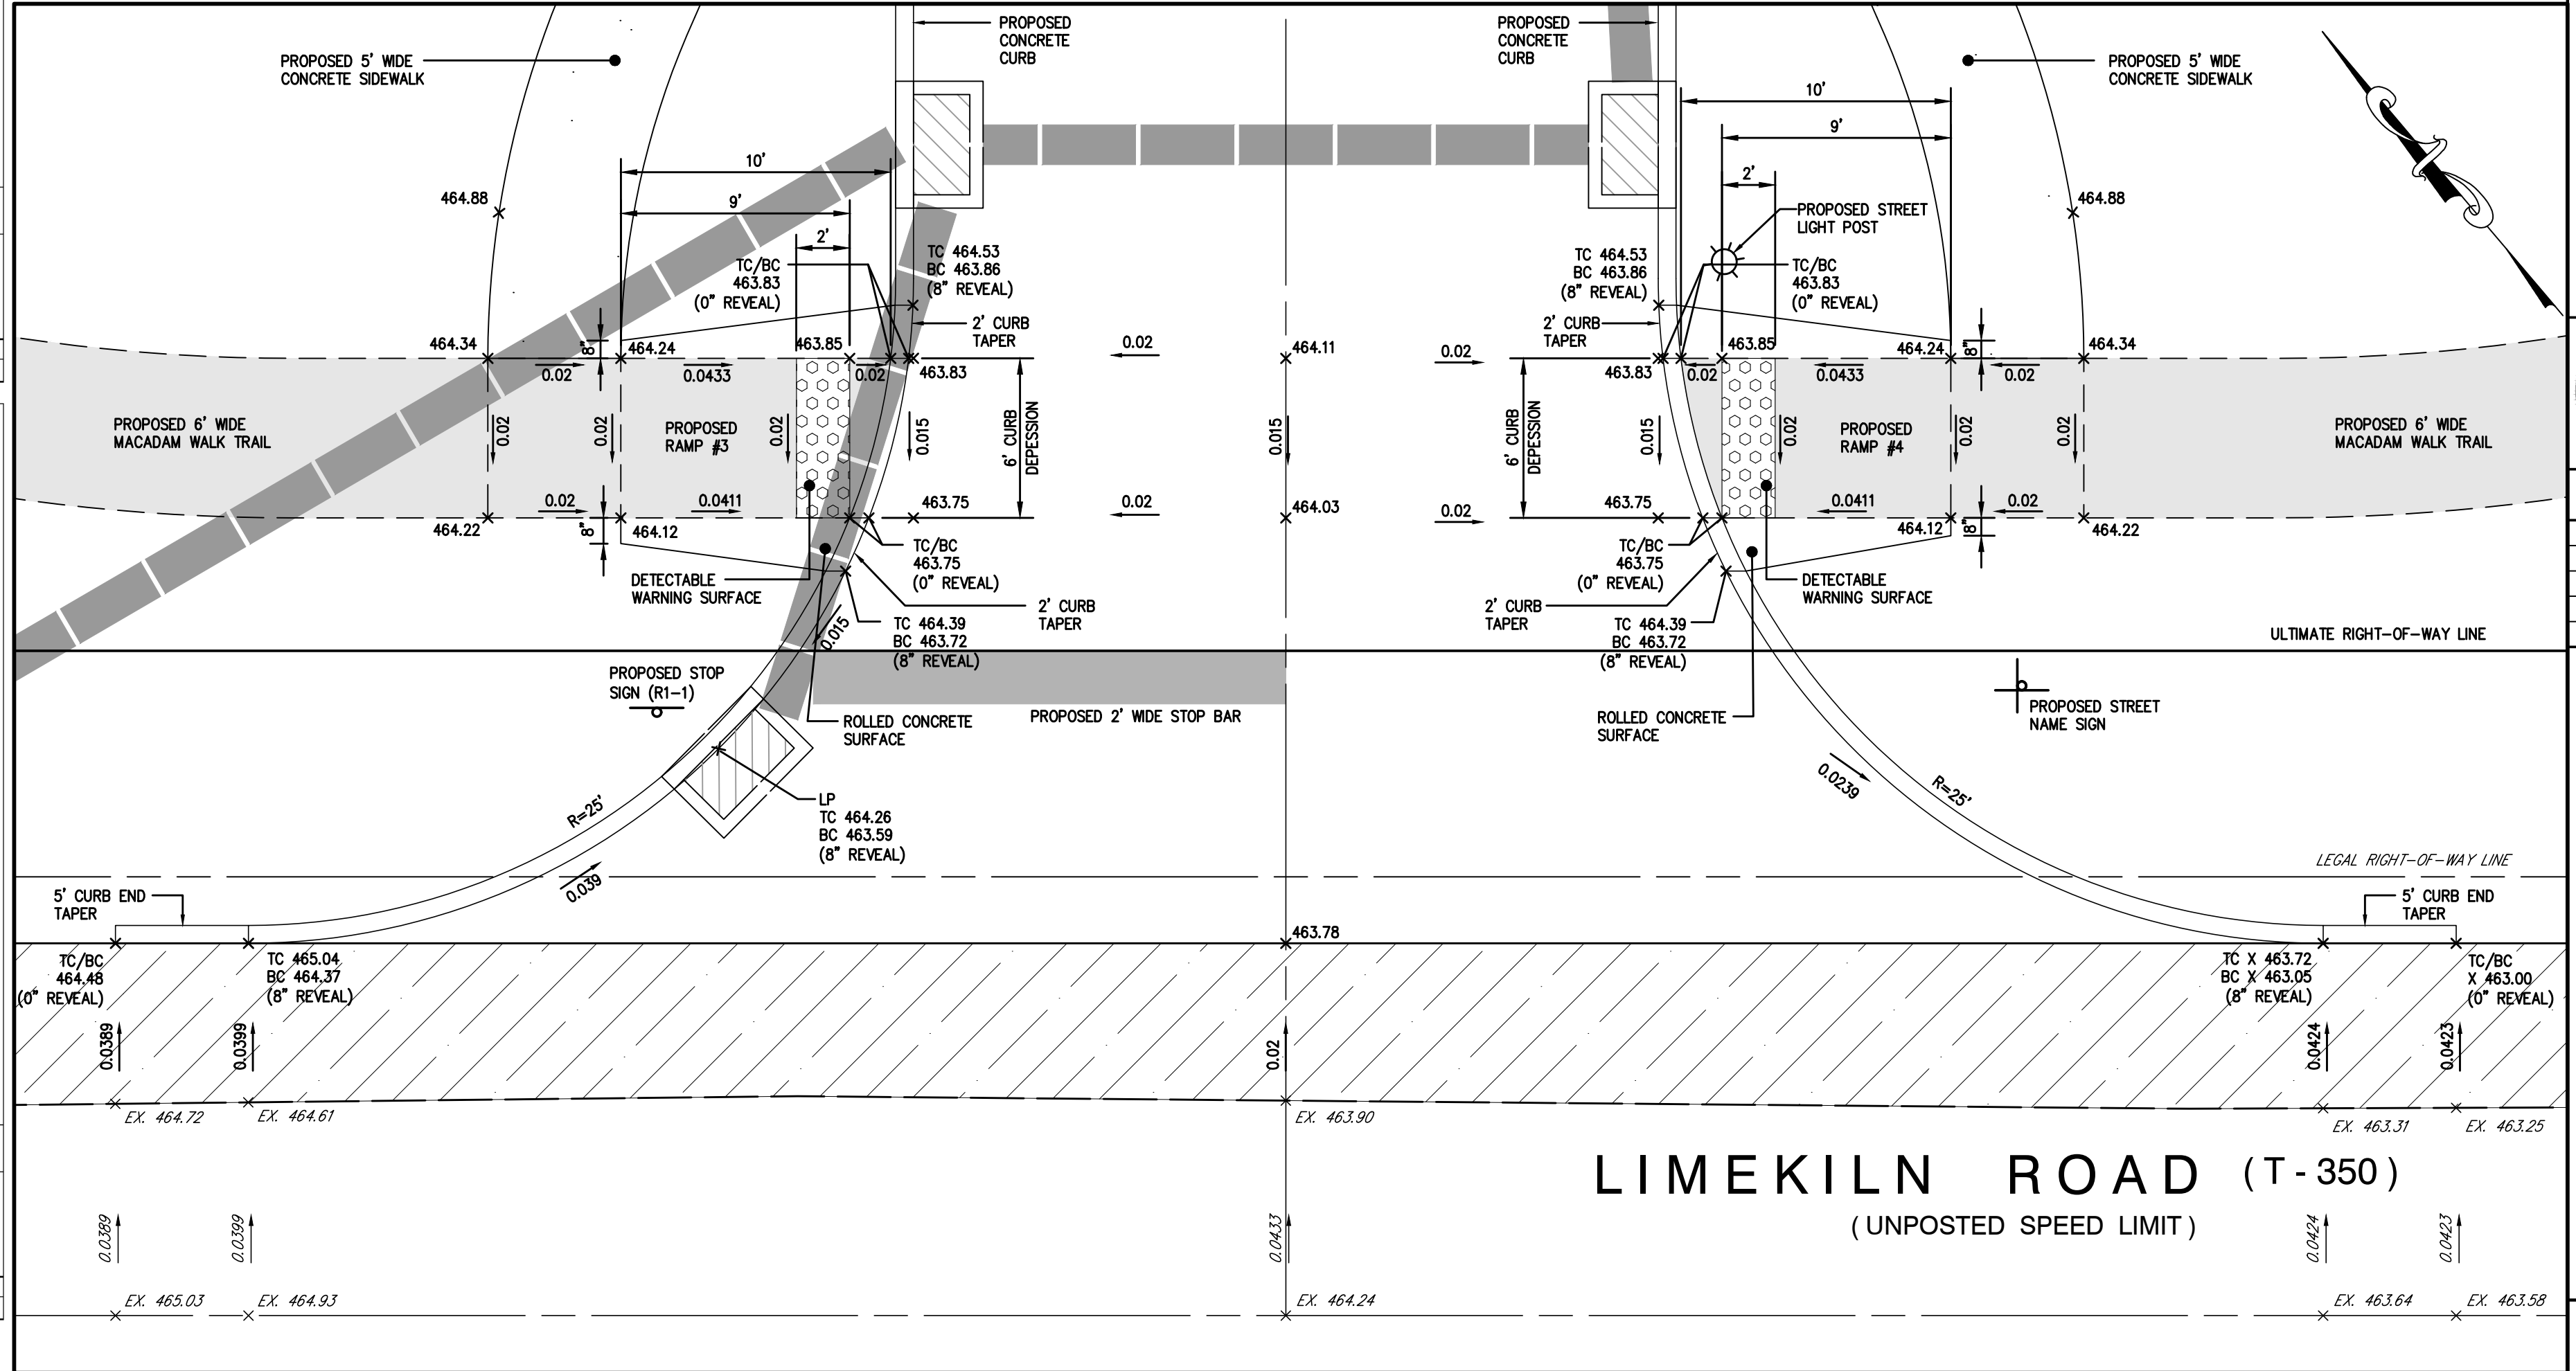 PROPOSED
CONCRETE
CURB
PROPOSED
CONCRETE
CURB
PROPOSED 5' WIDE
CONCRETE SIDEWALK
PROPOSED 5' WIDE
CONCRETE SIDEWALK
10'
9'
2'
10'
9'
2'
464.88
464.88
PROPOSED STREET
LIGHT POST
TC/BC
463.83
(0" REVEAL)
TC 464.53
BC 463.86
(8" REVEAL)
TC 464.53
BC 463.86
(8" REVEAL)
TC/BC
463.83
(0" REVEAL)
2' CURB
TAPER
2' CURB
TAPER
464.34
8"
464.24
463.85
463.83
0.02
464.11
0.02
463.83
463.85
464.24
8"
464.34
0.02
0.0433
0.02
0.02
0.0433
0.02
PROPOSED 6' WIDE
MACADAM WALK TRAIL
0.02
0.02
PROPOSED
RAMP #3
0.02
0.015
6' CURB
DEPESSION
0.015
6' CURB
DEPESSION
0.015
0.02
PROPOSED
RAMP #4
0.02
0.02
PROPOSED 6' WIDE
MACADAM WALK TRAIL
464.22
0.02
8"
464.12
0.0411
463.75
0.02
464.03
0.02
463.75
0.0411
464.12
8"
0.02
464.22
TC/BC
463.75
(0" REVEAL)
TC/BC
463.75
(0" REVEAL)
DETECTABLE
WARNING SURFACE
DETECTABLE
WARNING SURFACE
2' CURB
TAPER
2' CURB
TAPER
0.015
TC 464.39
BC 463.72
(8" REVEAL)
TC 464.39
BC 463.72
(8" REVEAL)
ULTIMATE RIGHT-OF-WAY LINE
PROPOSED STOP
SIGN (R1-1)
ROLLED CONCRETE
SURFACE
PROPOSED 2' WIDE STOP BAR
ROLLED CONCRETE
SURFACE
PROPOSED STREET
NAME SIGN
LP
TC 464.26
BC 463.59
(8" REVEAL)
R=25'
0.039
0.0239
R=25'
LEGAL RIGHT-OF-WAY LINE
5' CURB END
TAPER
5' CURB END
TAPER
463.78
TC/BC
464.48
(0" REVEAL)
TC 465.04
BC 464.37
(8" REVEAL)
TC X 463.72
BC X 463.05
(8" REVEAL)
TC/BC
X 463.00
(0" REVEAL)
0.0389
0.0399
0.02
0.0424
0.0423
EX. 464.72
EX. 464.61
EX. 463.90
EX. 463.31
EX. 463.25
LIMEKILN ROAD (T-350)
(UNPOSTED SPEED LIMIT)
0.0389
0.0399
0.0433
0.0424
0.0423
EX. 465.03
EX. 464.93
EX. 464.24
EX. 463.64
EX. 463.58